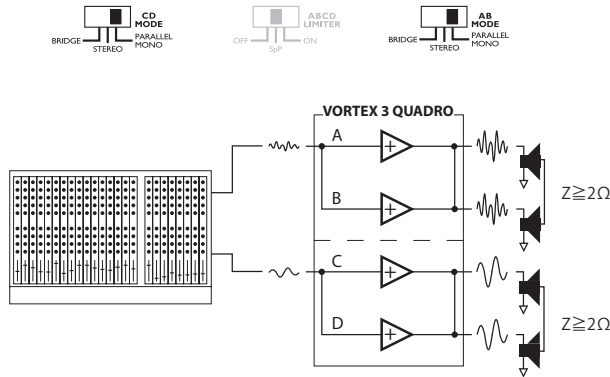 CD
MODE
BRIDGE
STEREO
PARALLEL
MONO
ABCD
LIMITER
OFF
SpP
ON
AB
MODE
BRIDGE
STEREO
PARALLEL
MONO
VORTEX 3 QUADRO
A
B
C
D
Z≧2Ω
Z≧2Ω